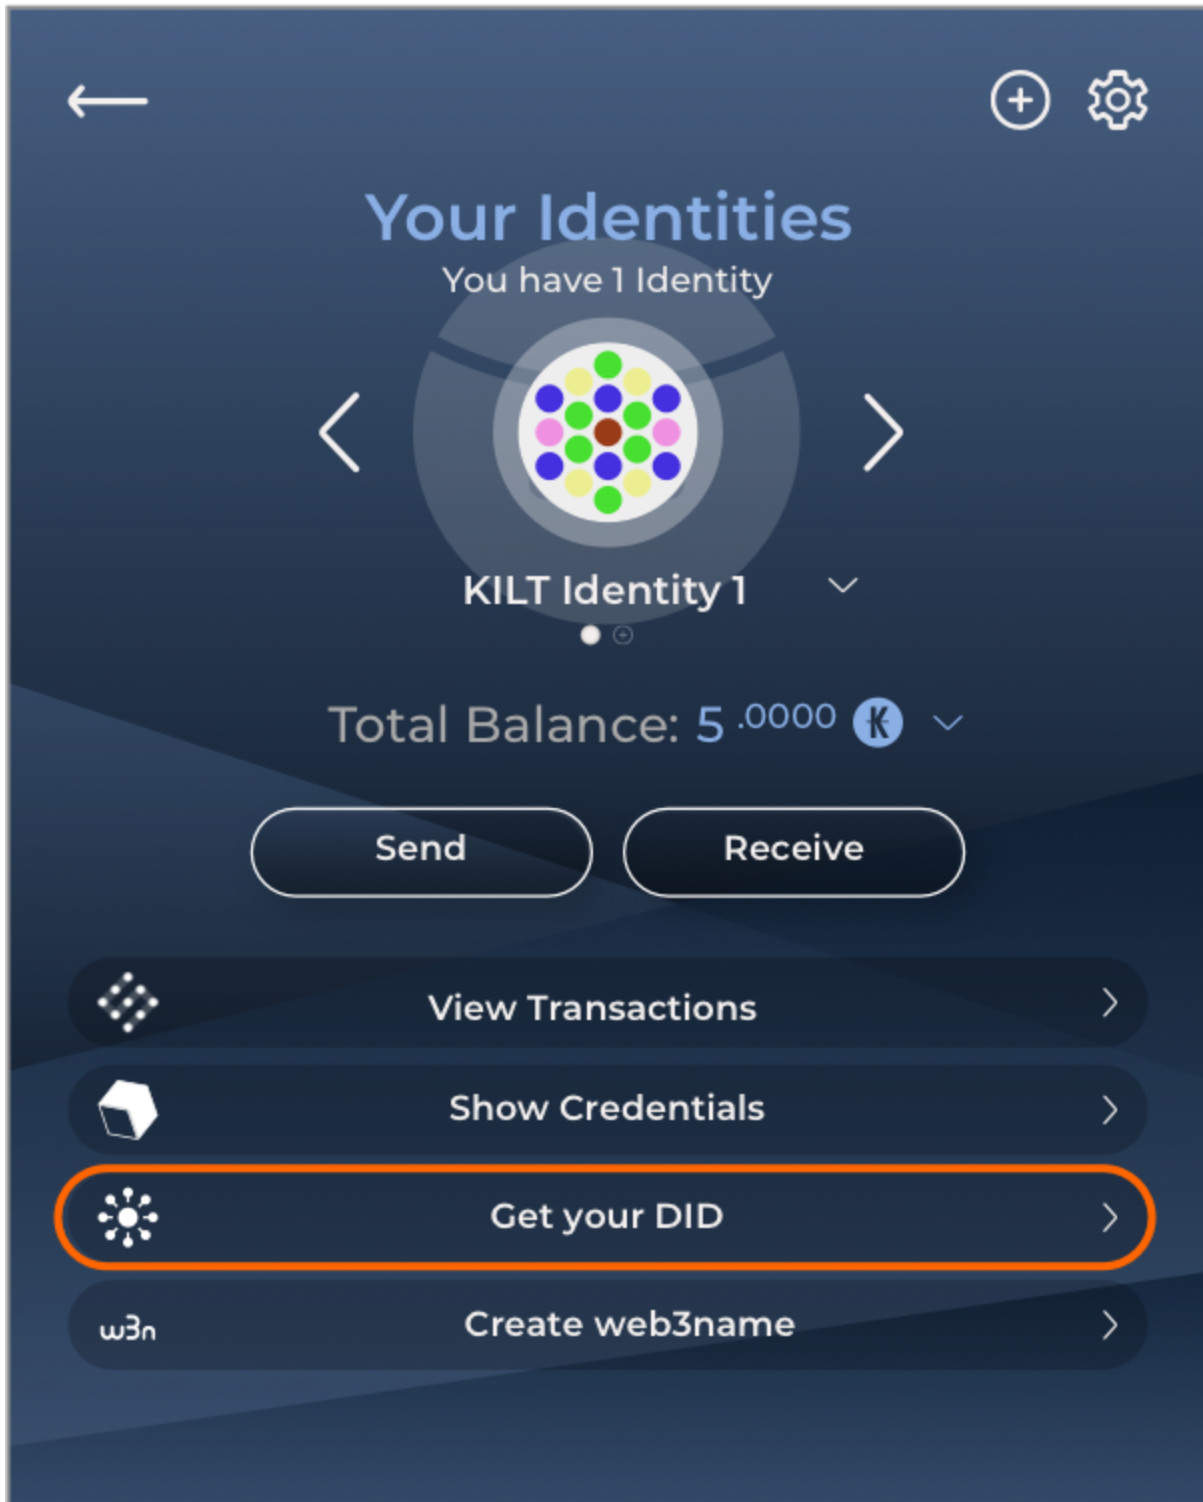 Your Identities
You have 1 Identity
KILT Identity 1
Total Balance: 5 .0000 K
Send
Receive
View Transactions
Show Credentials
Get your DID
w3n
Create web3name